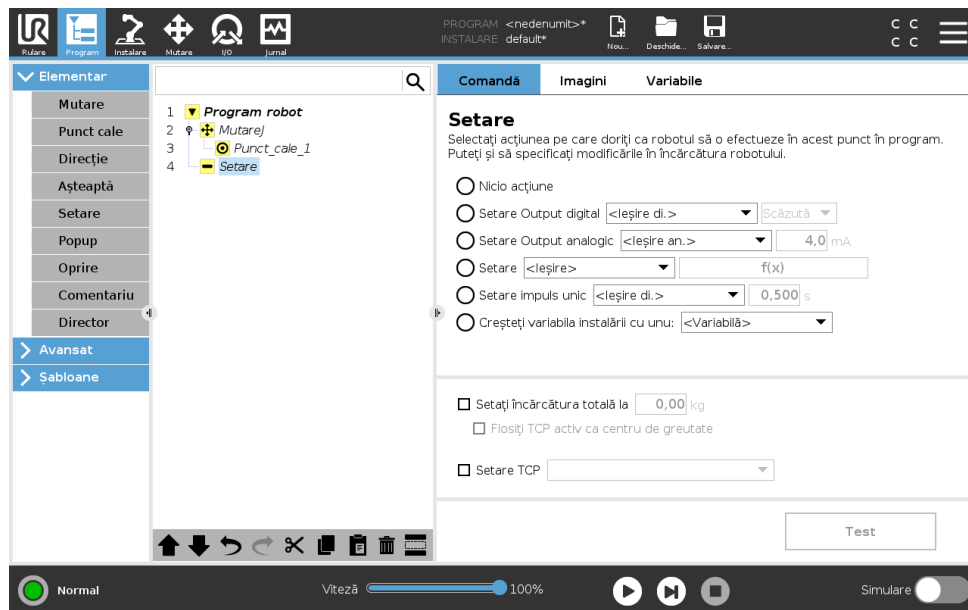 UR
Rulare
Program
Instalare
Mutare
I/O
Jurnal
PROGRAM <nedenumit>*
INSTALARE default*
Nou...
Deschide...
Salvare...
C C
C C
Elementar
Mutare
Punct cale
Direcție
Așteaptă
Setare
Popup
Oprire
Comentariu
Director
Avansat
Șabloane
1 Program robot
2 MutareJ
3 Punct_cale_1
4 Setare
Comandă
Imagini
Variabile
Setare
Selectați acțiunea pe care doriți ca robotul să o efectueze în acest punct în program.
Puteți și să specificați modificările în încărcătura robotului.
Nicio acțiune
Setare Output digital <Ieșire di.> Scăzută
Setare Output analogic <Ieșire an.> 4,0 mA
Setare <Ieșire> f(x)
Setare impuls unic <Ieșire di.> 0,500 s
Creșteți variabila instalării cu unu: <Variabilă>
Setați încărcătura totală la 0,00 kg
Flosiți TCP activ ca centru de greutate
Setare TCP
Test
Normal
Viteză 100%
Simulare